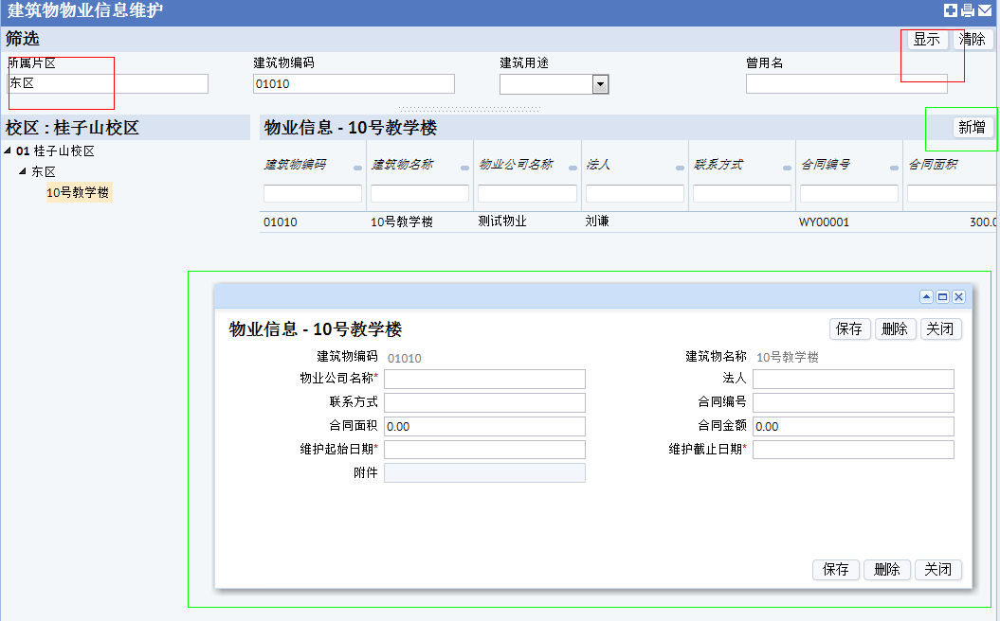 建筑物物业信息维护
筛选 显示 清除
所属片区 建筑物编码 建筑用途 曾用名
东区 01010
校区 : 桂子山校区 物业信息 - 10号教学楼 新增
01 桂子山校区
东区
10号教学楼
建筑物编码 建筑物名称 物业公司名称 法人 联系方式 合同编号 合同面积
01010 10号教学楼 测试物业 刘谦 WY00001 300.0
物业信息 - 10号教学楼 保存 删除 关闭
建筑物编码 01010 建筑物名称 10号教学楼
物业公司名称* 法人
联系方式 合同编号
合同面积 0.00 合同金额 0.00
维护起始日期* 维护截止日期*
附件
保存 删除 关闭